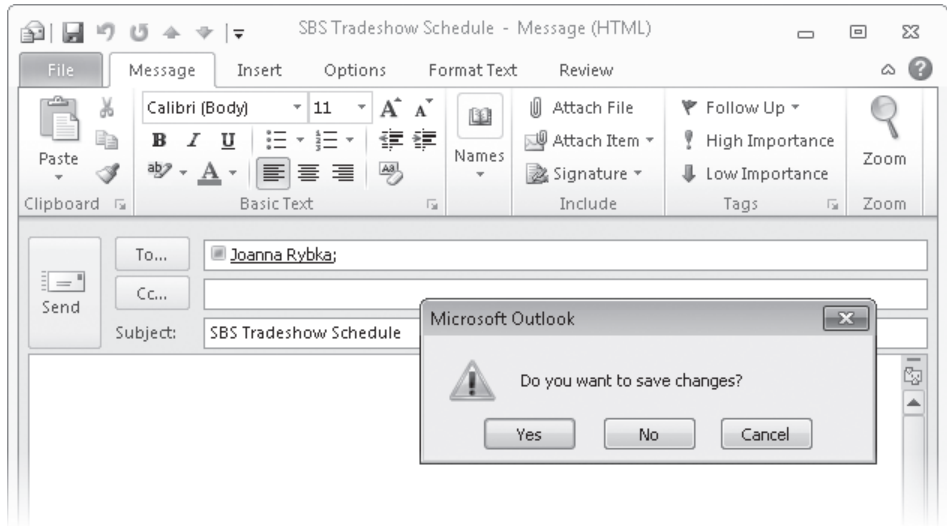 SBS Tradeshow Schedule - Message (HTML)
File Message Insert Options Format Text Review
Calibri (Body) 11 A A
Attach File
Follow Up
B I U
Attach Item
High Importance
Paste
Names
Zoom
ab A
Aa
Signature
Low Importance
Clipboard Basic Text Include Tags Zoom
To... Joanna Rybka;
Send
Cc...
Subject: SBS Tradeshow Schedule
Microsoft Outlook
Do you want to save changes?
Yes No Cancel